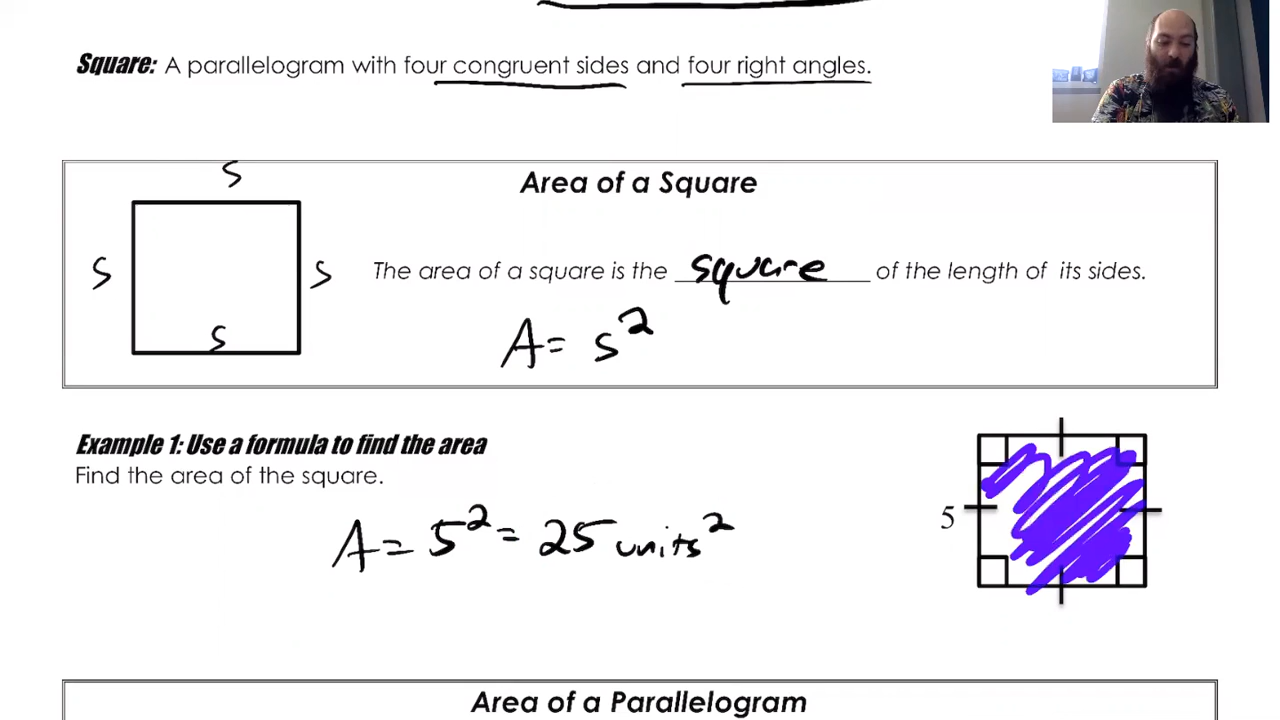 Square: A parallelogram with four congruent sides and four right angles.
s
Area of a Square
s
s
The area of a square is the square of the length of its sides.
s
A = s²
Example 1: Use a formula to find the area
Find the area of the square.
5
A = 5² = 25 units²
Area of a Parallelogram